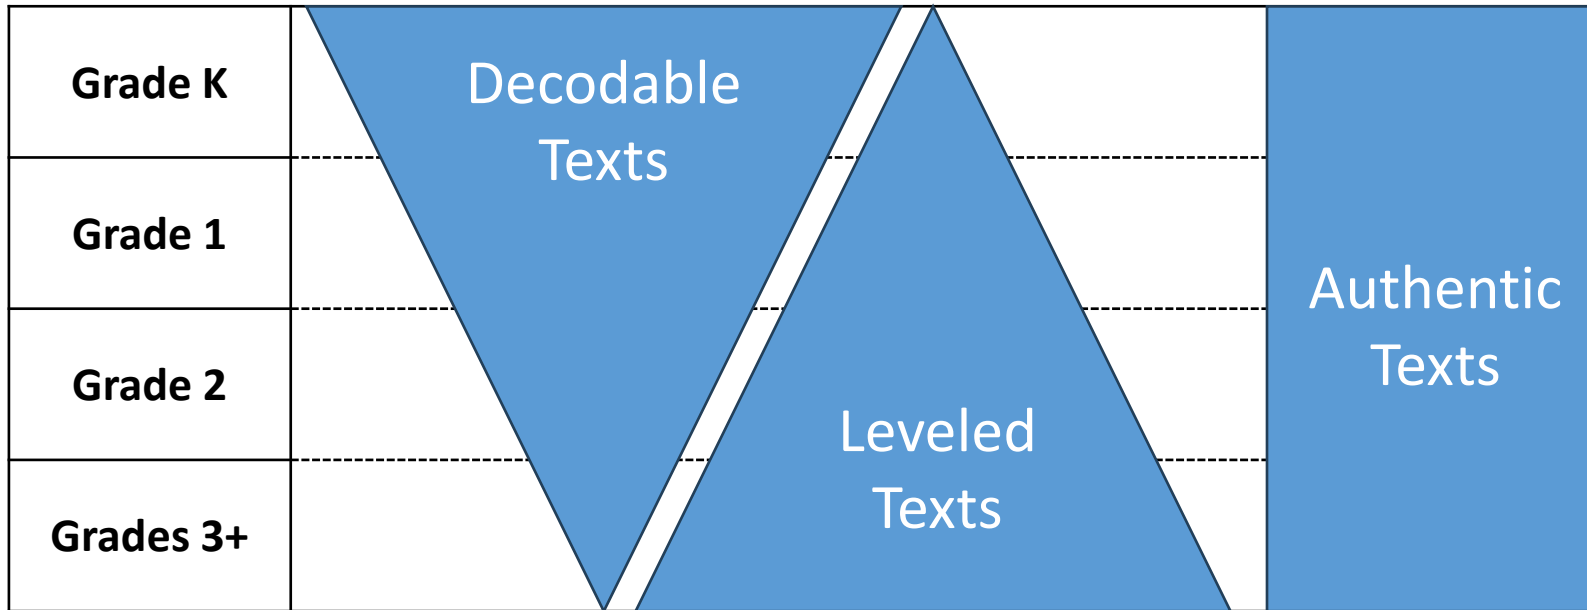 Grade K
Decodable
Texts
Grade 1
Authentic
Texts
Grade 2
Leveled
Texts
Grades 3+